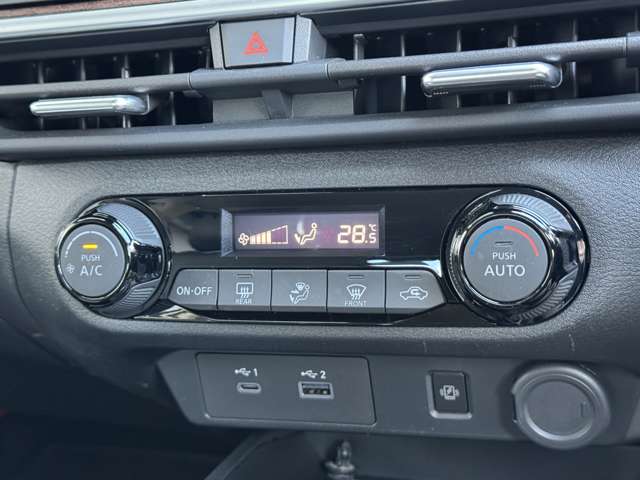 28.5 °C
PUSH
A/C
PUSH
AUTO
ON·OFF
REAR
FRONT
1
2